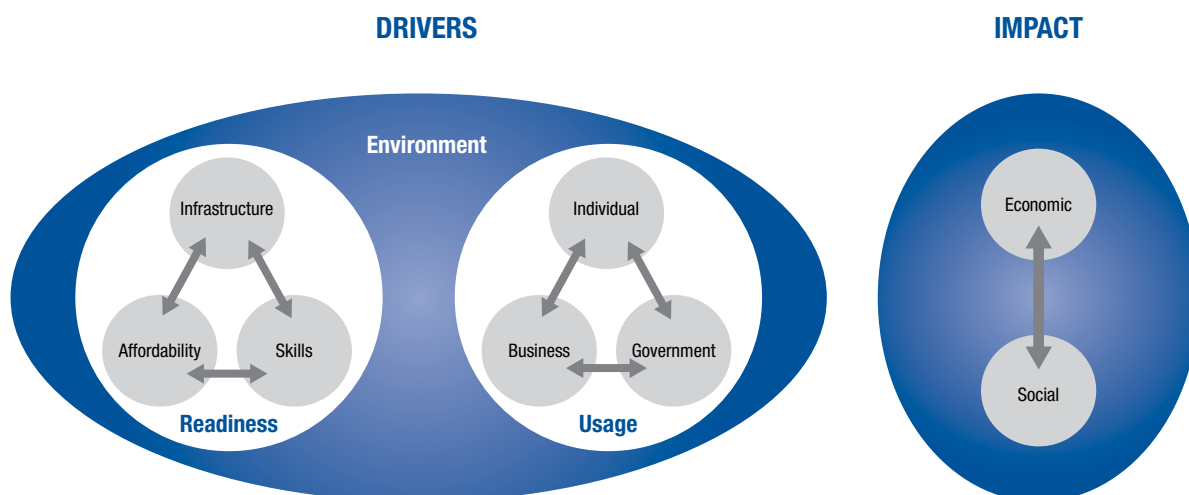 DRIVERS
IMPACT
Environment
Infrastructure
Individual
Economic
Affordability
Skills
Business
Government
Social
Readiness
Usage